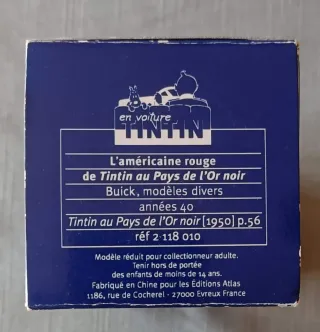 en voiture
TINTIN
L'américaine rouge
de Tintin au Pays de l'Or noir
Buick, modèles divers
années 40
Tintin au Pays de l'Or noir [1950] p.56
réf 2·118 010
Modèle réduit pour collectionneur adulte.
Tenir hors de portée
des enfants de moins de 14 ans.
Fabriqué en Chine pour les Editions Atlas
1186, rue de Cocherel - 27000 Evreux France